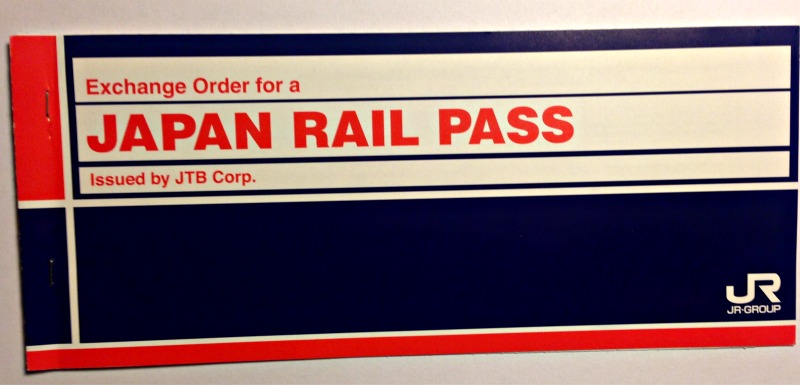 Exchange Order for a
JAPAN RAIL PASS
Issued by JTB Corp.
JR
JR-GROUP